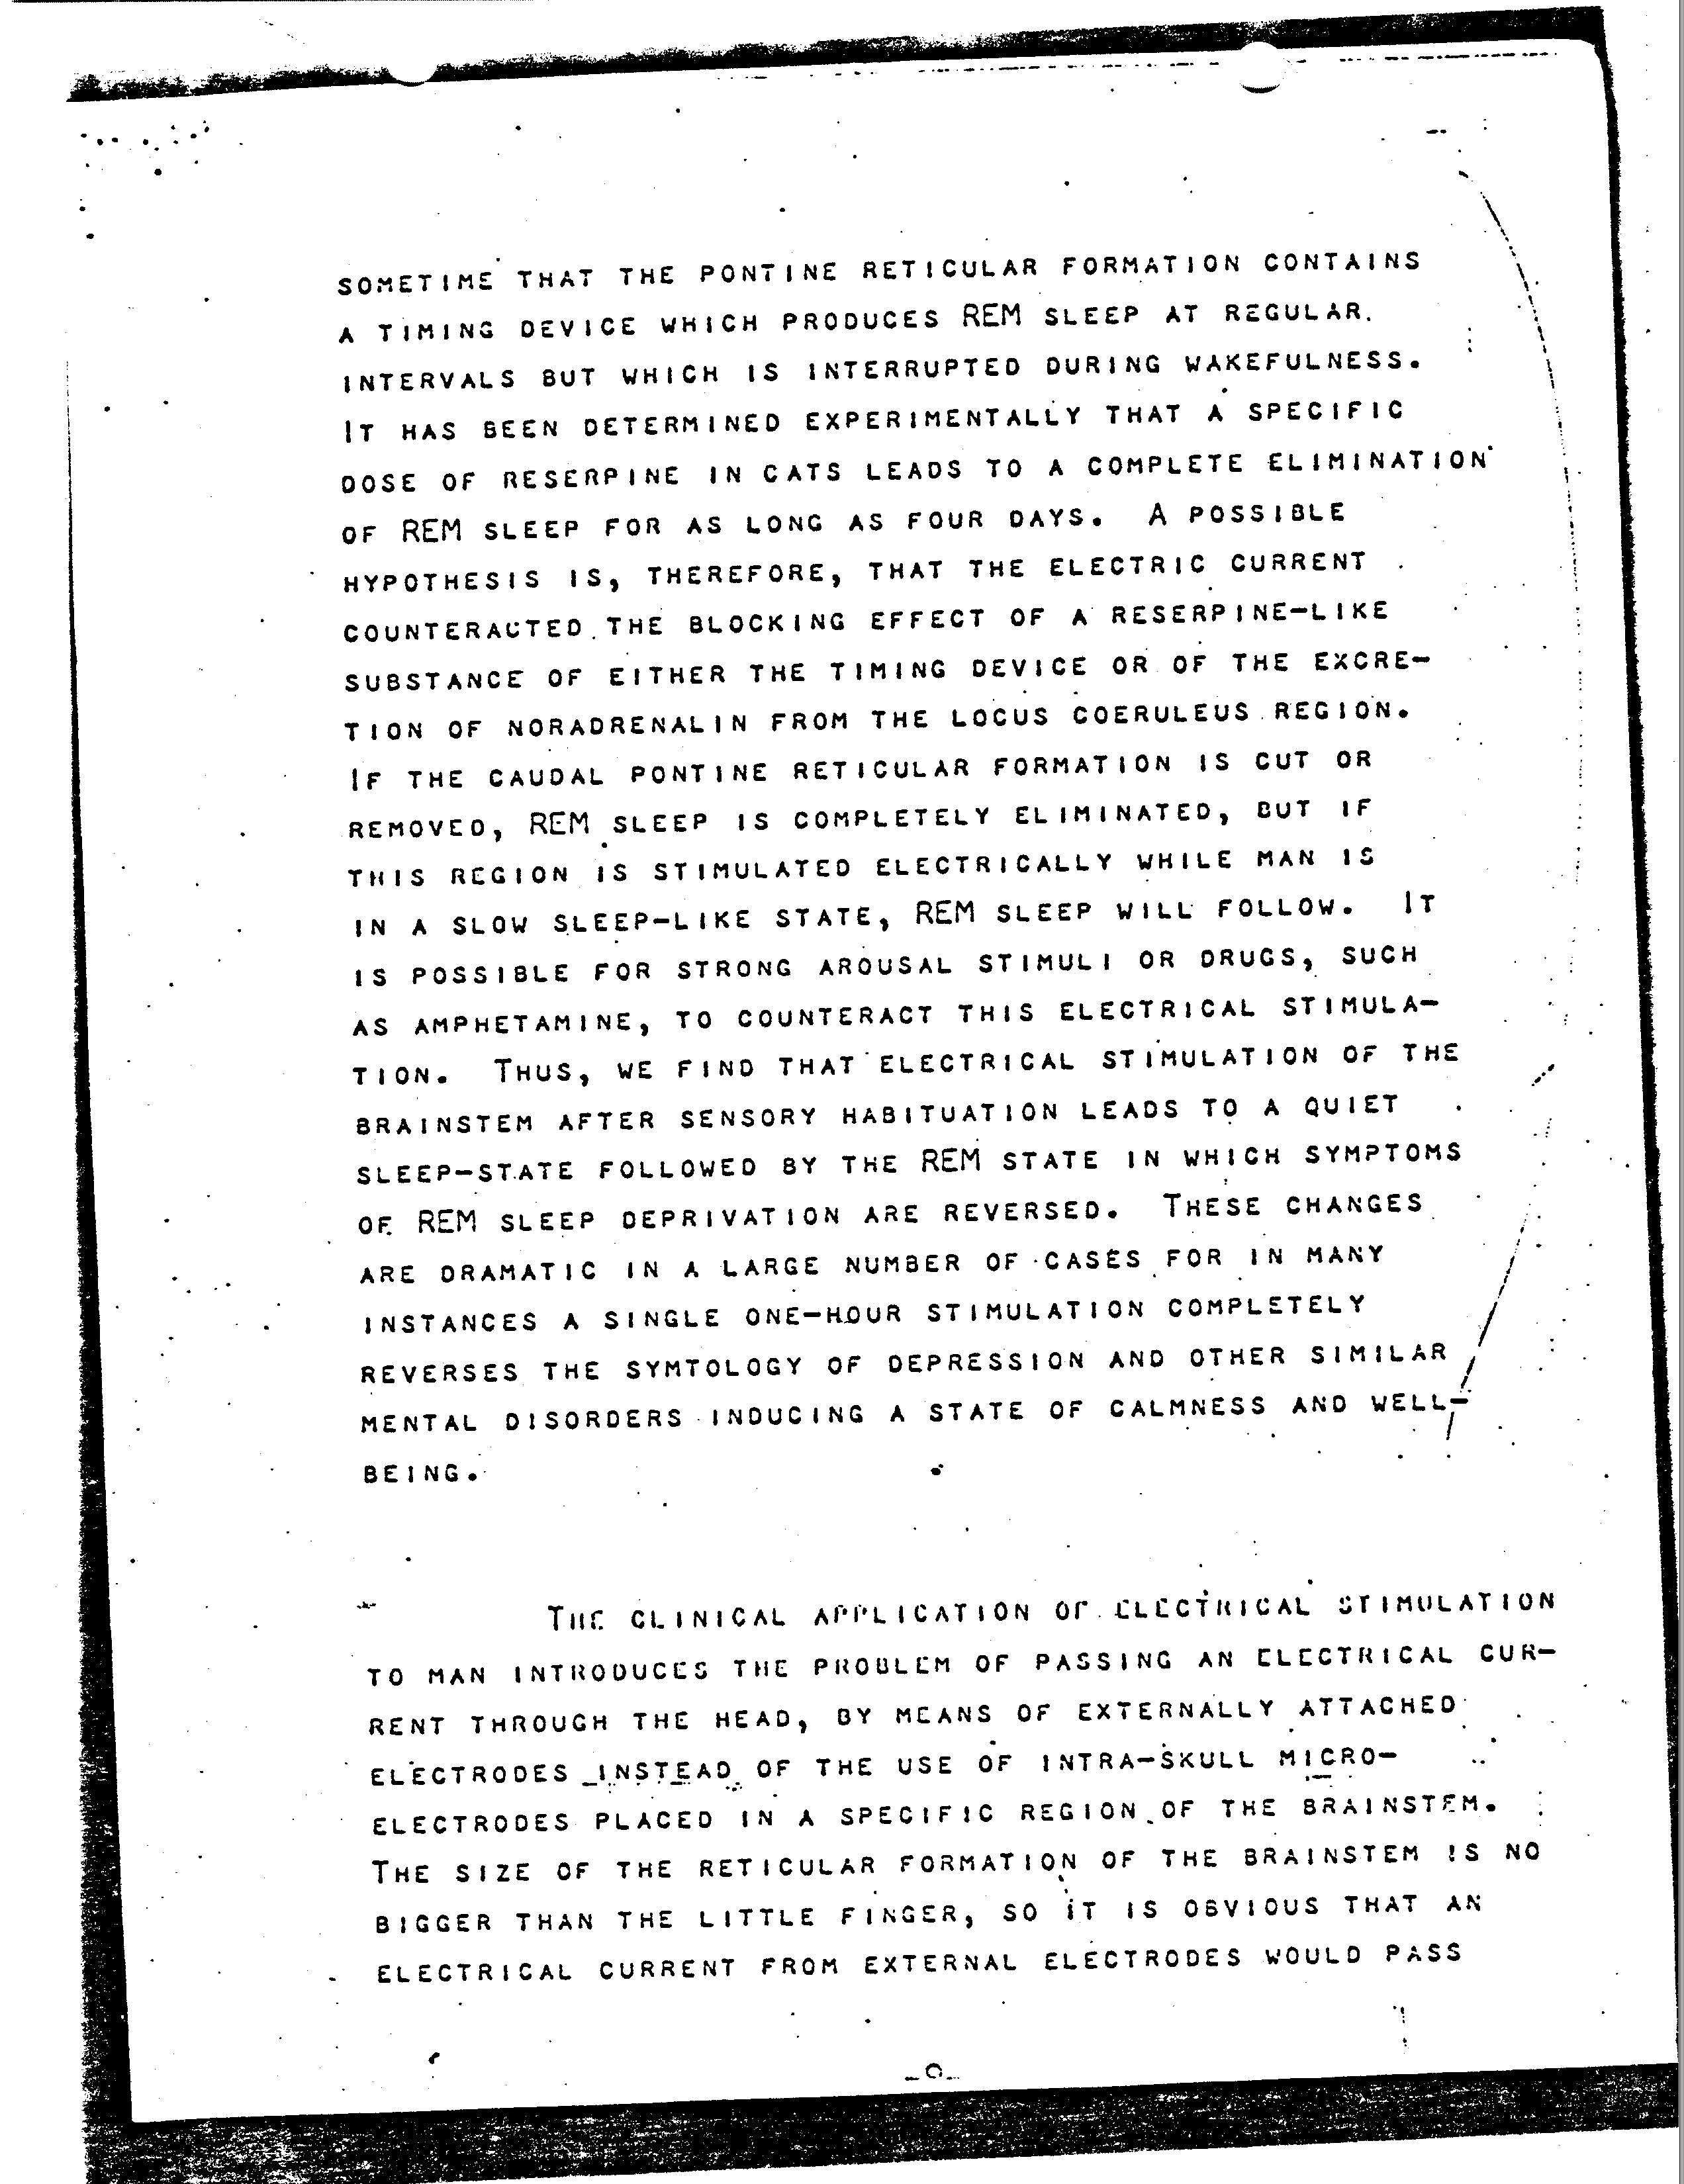 SOMETIME THAT THE PONTINE RETICULAR FORMATION CONTAINS
A TIMING DEVICE WHICH PRODUCES REM SLEEP AT REGULAR.
INTERVALS BUT WHICH IS INTERRUPTED DURING WAKEFULNESS.
IT HAS BEEN DETERMINED EXPERIMENTALLY THAT A SPECIFIC
DOSE OF RESERPINE IN CATS LEADS TO A COMPLETE ELIMINATION
OF REM SLEEP FOR AS LONG AS FOUR DAYS. A POSSIBLE
HYPOTHESIS IS, THEREFORE, THAT THE ELECTRIC CURRENT
COUNTERACTED THE BLOCKING EFFECT OF A RESERPINE-LIKE
SUBSTANCE OF EITHER THE TIMING DEVICE OR OF THE EXCRE-
TION OF NORADRENALIN FROM THE LOCUS COERULEUS REGION.
IF THE CAUDAL PONTINE RETICULAR FORMATION IS CUT OR
REMOVED, REM SLEEP IS COMPLETELY ELIMINATED, BUT IF
THIS REGION IS STIMULATED ELECTRICALLY WHILE MAN IS
IN A SLOW SLEEP-LIKE STATE, REM SLEEP WILL FOLLOW. IT
IS POSSIBLE FOR STRONG AROUSAL STIMULI OR DRUGS, SUCH
AS AMPHETAMINE, TO COUNTERACT THIS ELECTRICAL STIMULA-
TION. THUS, WE FIND THAT ELECTRICAL STIMULATION OF THE
BRAINSTEM AFTER SENSORY HABITUATION LEADS TO A QUIET
SLEEP-STATE FOLLOWED BY THE REM STATE IN WHICH SYMPTOMS
OF REM SLEEP DEPRIVATION ARE REVERSED. THESE CHANGES
ARE DRAMATIC IN A LARGE NUMBER OF CASES FOR IN MANY
INSTANCES A SINGLE ONE-HOUR STIMULATION COMPLETELY
REVERSES THE SYMTOLOGY OF DEPRESSION AND OTHER SIMILAR
MENTAL DISORDERS INDUCING A STATE OF CALMNESS AND WELL-
BEING.
THE CLINICAL APPLICATION OF ELECTRICAL STIMULATION
TO MAN INTRODUCES THE PROBLEM OF PASSING AN ELECTRICAL CUR-
RENT THROUGH THE HEAD, BY MEANS OF EXTERNALLY ATTACHED
ELECTRODES INSTEAD OF THE USE OF INTRA-SKULL MICRO-
ELECTRODES PLACED IN A SPECIFIC REGION OF THE BRAINSTEM.
THE SIZE OF THE RETICULAR FORMATION OF THE BRAINSTEM IS NO
BIGGER THAN THE LITTLE FINGER, SO IT IS OBVIOUS THAT AN
ELECTRICAL CURRENT FROM EXTERNAL ELECTRODES WOULD PASS